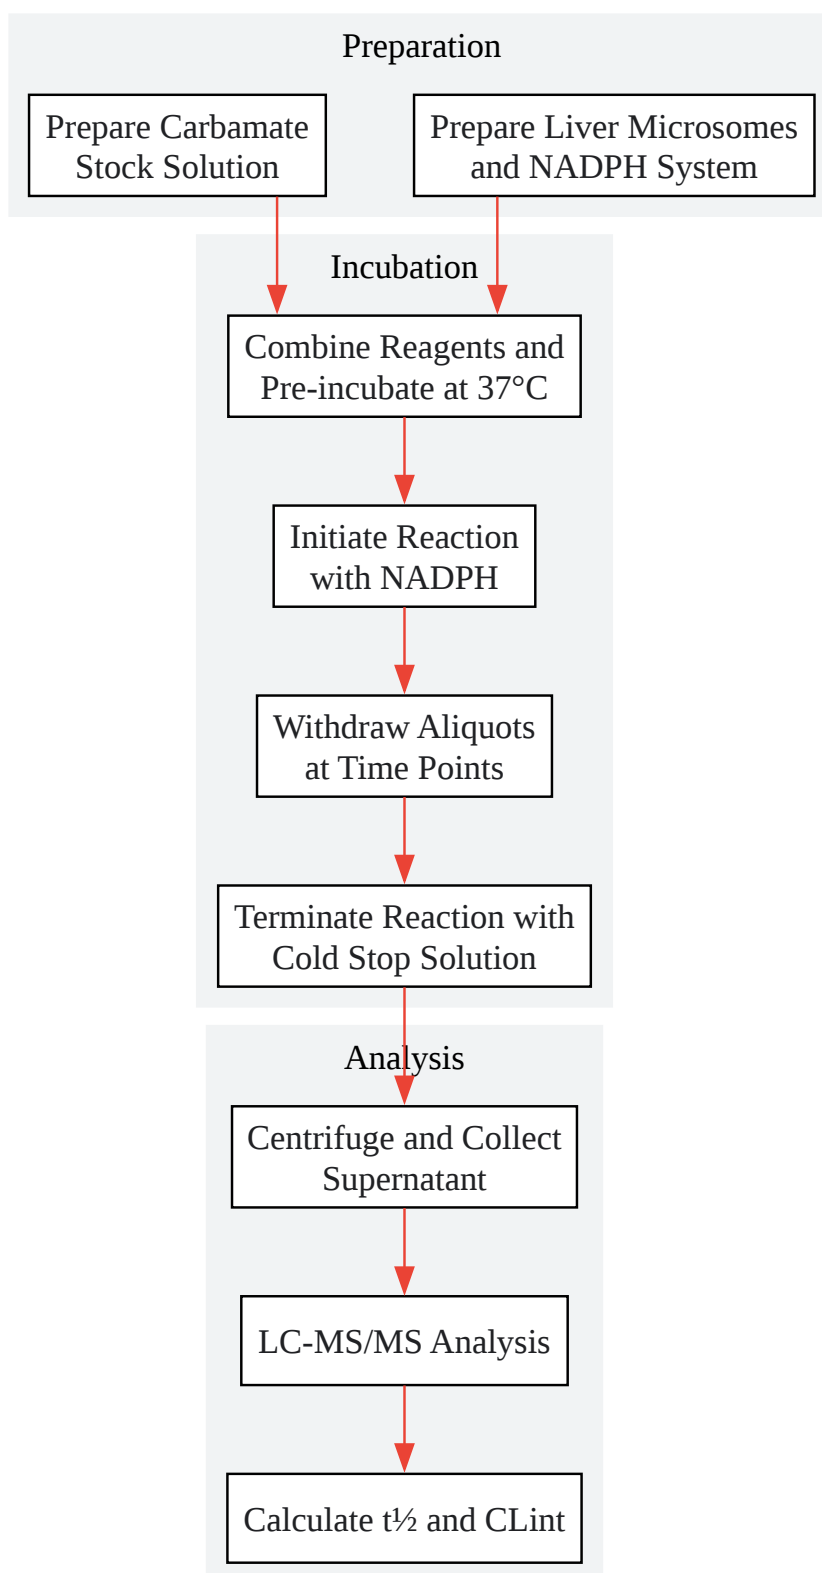 Preparation
Prepare Carbamate
Stock Solution
Prepare Liver Microsomes
and NADPH System
Incubation
Combine Reagents and
Pre-incubate at 37°C
Initiate Reaction
with NADPH
Withdraw Aliquots
at Time Points
Terminate Reaction with
Cold Stop Solution
Analysis
Centrifuge and Collect
Supernatant
LC-MS/MS Analysis
Calculate t½ and CLint